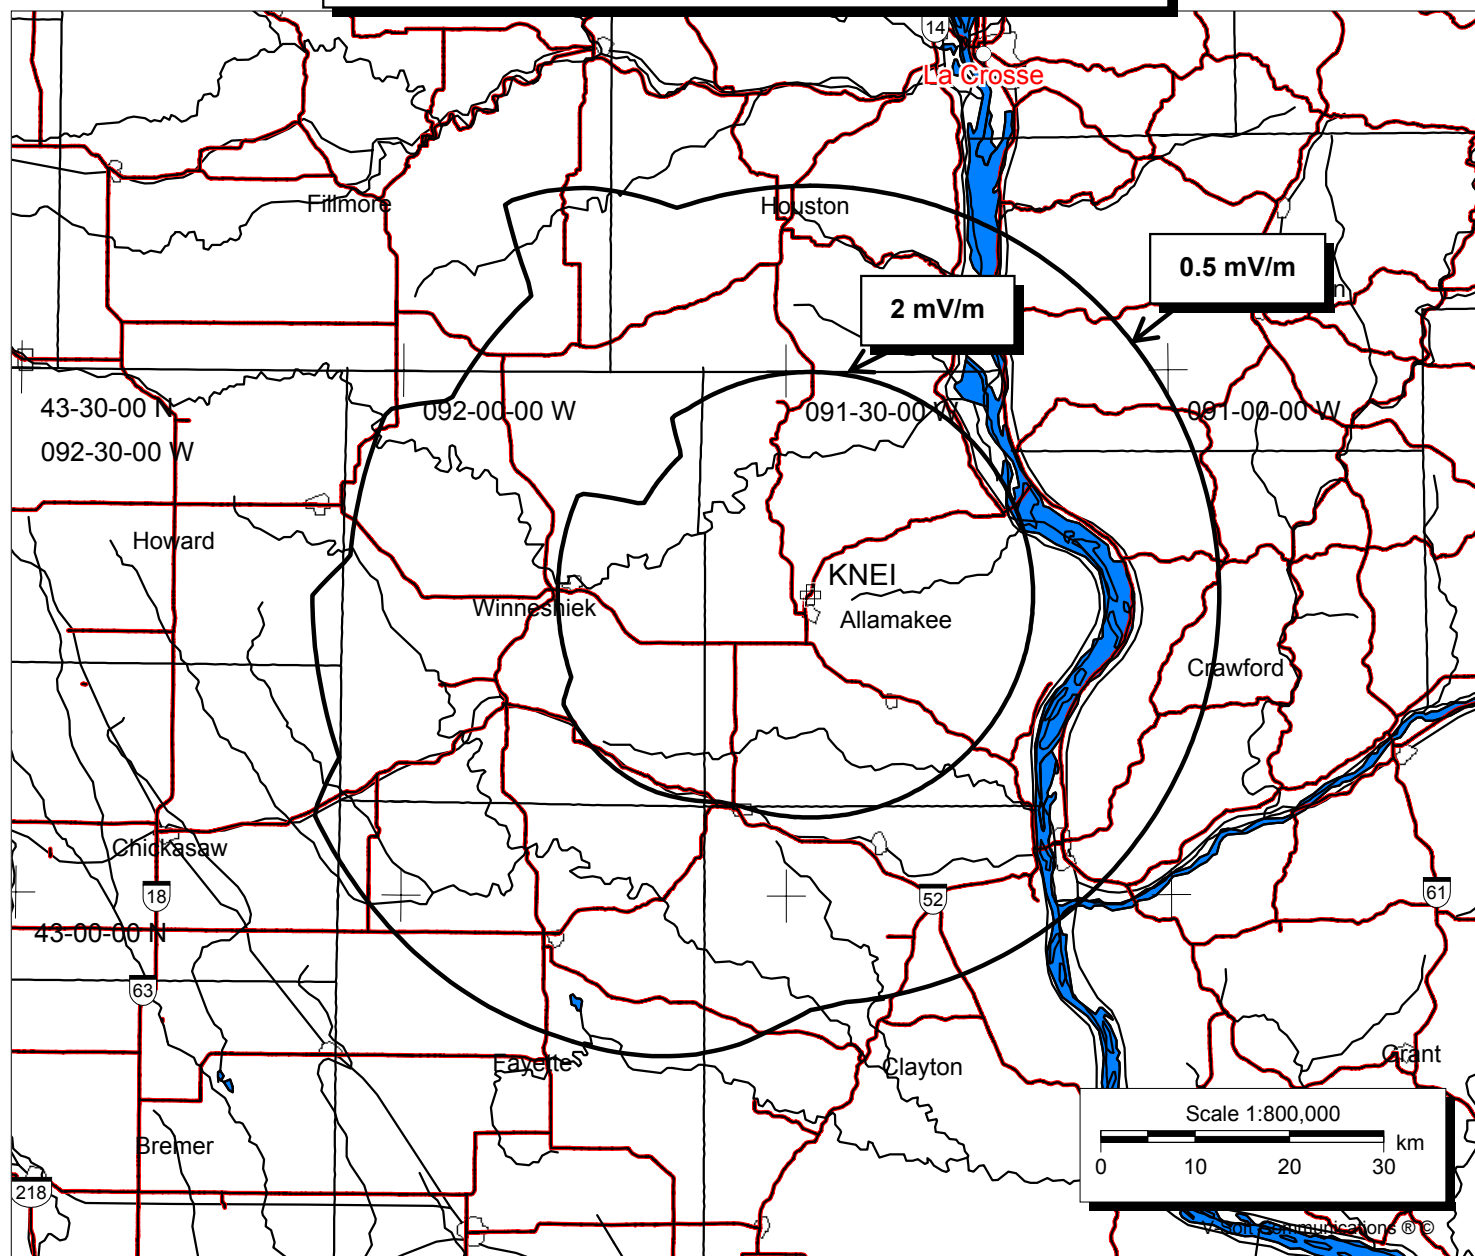 14
La Crosse
Fillmore
Houston
0.5 mV/m
2 mV/m
43-30-00 N
092-30-00 W
092-00-00 W
091-30-00 W
091-00-00 W
Howard
KNEI
Winneshiek
Allamakee
Crawford
Chickasaw
18
52
61
43-00-00 N
63
Fayette
Clayton
Grant
Scale 1:800,000
km
0 10 20 30
Bremer
218
V-Soft Communications ® ©